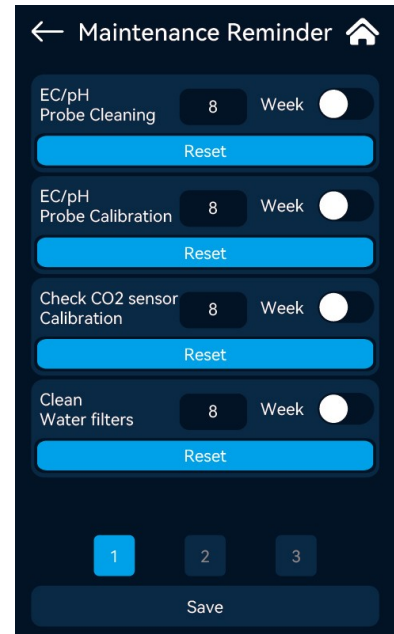 Maintenance Reminder
EC/pH
Probe Cleaning
8
Week
Reset
EC/pH
Probe Calibration
8
Week
Reset
Check CO2 sensor
Calibration
8
Week
Reset
Clean
Water filters
8
Week
Reset
1 2 3
Save